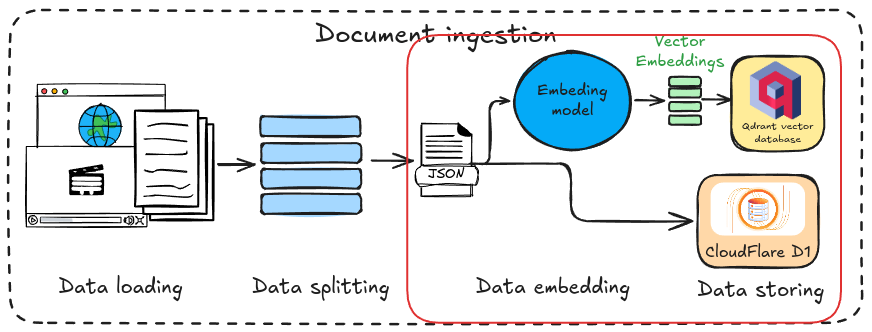 Document ingestion
Vector
Embeddings
Embeding
model
Qdrant vector
database
JSON
CloudFlare D1
Data loading
Data splitting
Data embedding
Data storing